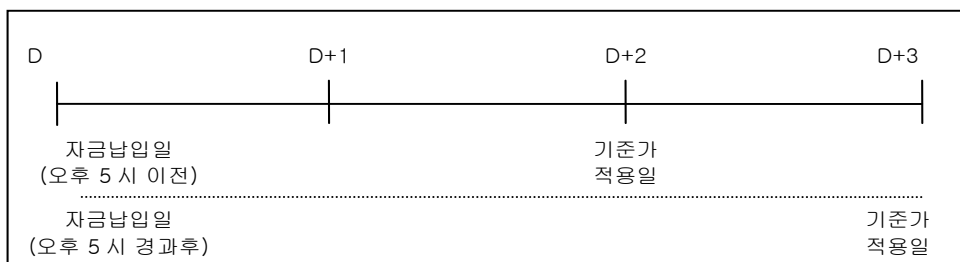 D D+1 D+2 D+3
자금납입일 기준가
(오후 5 시 이전) 적용일
자금납입일 기준가
(오후 5 시 경과후) 적용일